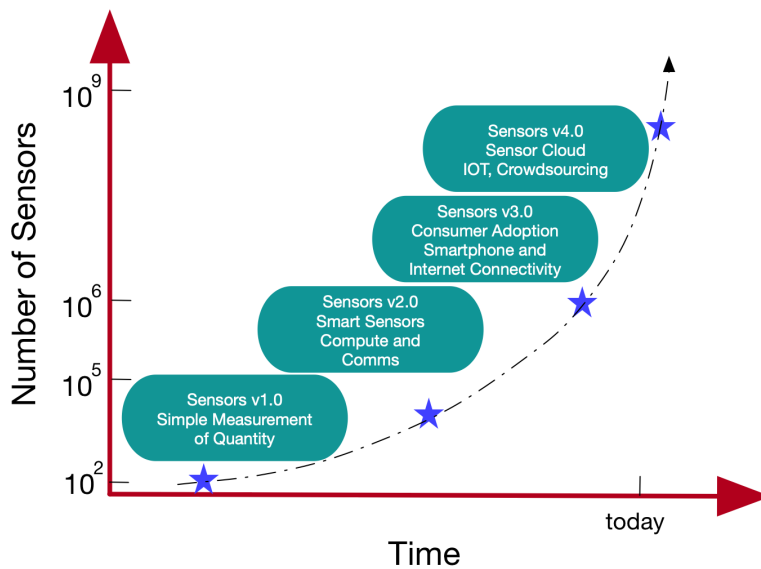 Number of Sensors
10^9
10^6
10^5
10^2
Sensors v4.0
Sensor Cloud
IOT, Crowdsourcing
Sensors v3.0
Consumer Adoption
Smartphone and
Internet Connectivity
Sensors v2.0
Smart Sensors
Compute and
Comms
Sensors v1.0
Simple Measurement
of Quantity
today
Time